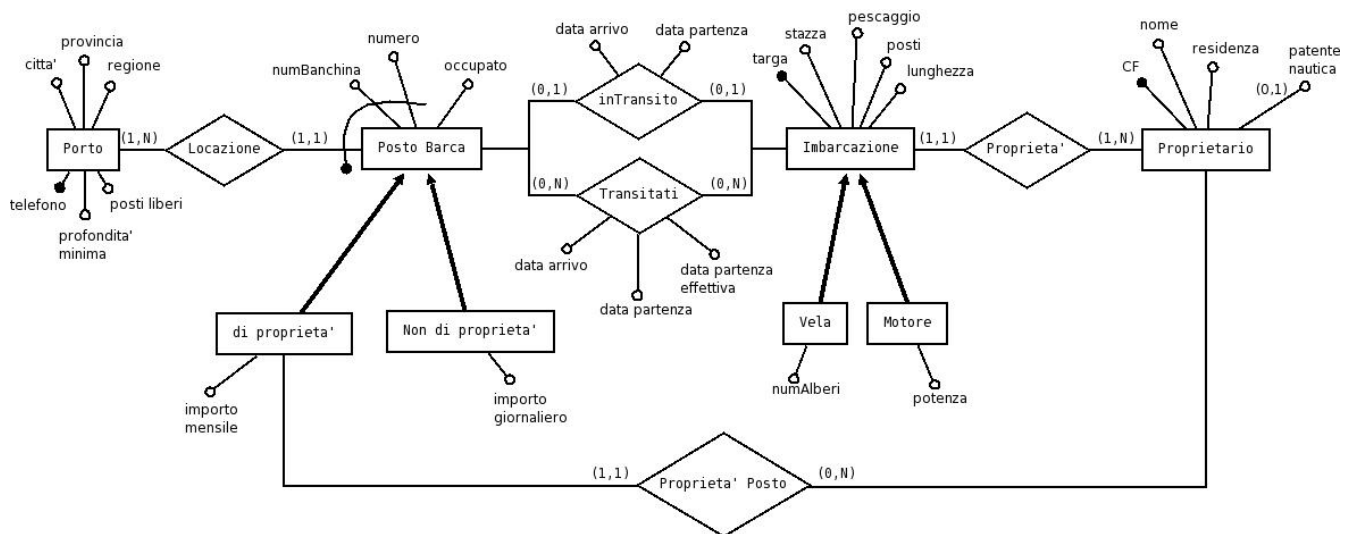 provincia
citta'
regione
Porto
telefono
posti liberi
profondita'
minima
(1,N)
Locazione
(1,1)
numero
numBanchina
occupato
Posto Barca
data arrivo
data partenza
(0,1)
inTransito
(0,1)
(0,N)
Transitati
(0,N)
data arrivo
data partenza
data partenza
effettiva
pescaggio
stazza
posti
targa
lunghezza
Imbarcazione
(1,1)
Proprieta'
(1,N)
nome
CF
residenza
patente
nautica
(0,1)
Proprietario
di proprieta'
importo
mensile
Non di proprieta'
importo
giornaliero
Vela
numAlberi
Motore
potenza
(1,1)
Proprieta' Posto
(0,N)